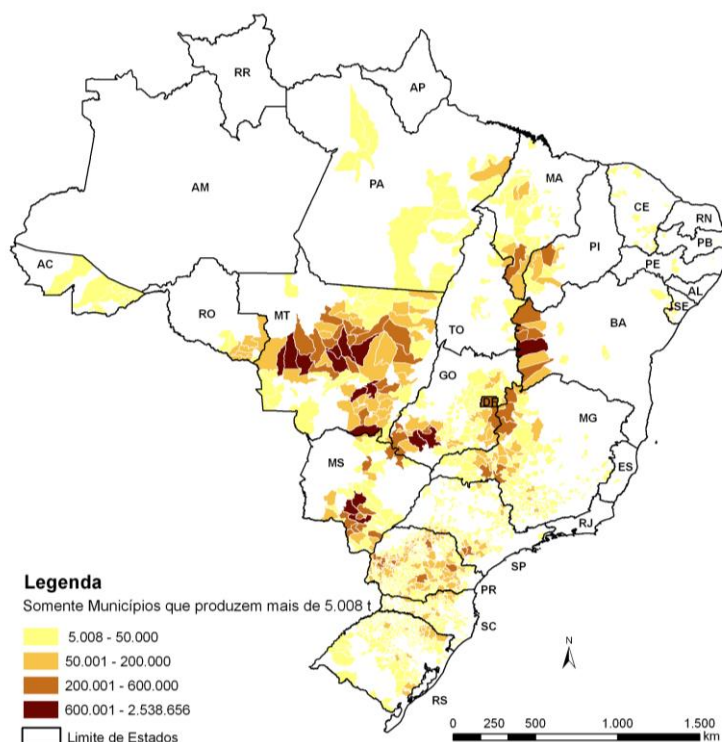 RR
AP
AM
PA
MA
CE
RN
PB
PI
PE
AL
SE
AC
RO
MT
TO
BA
GO
DF
MG
MS
ES
RJ
SP
PR
SC
RS
Legenda
Somente Municípios que produzem mais de 5.008 t
5.008 - 50.000
50.001 - 200.000
200.001 - 600.000
600.001 - 2.538.656
Limite de Estados
N
0 250 500 1.000 1.500
km